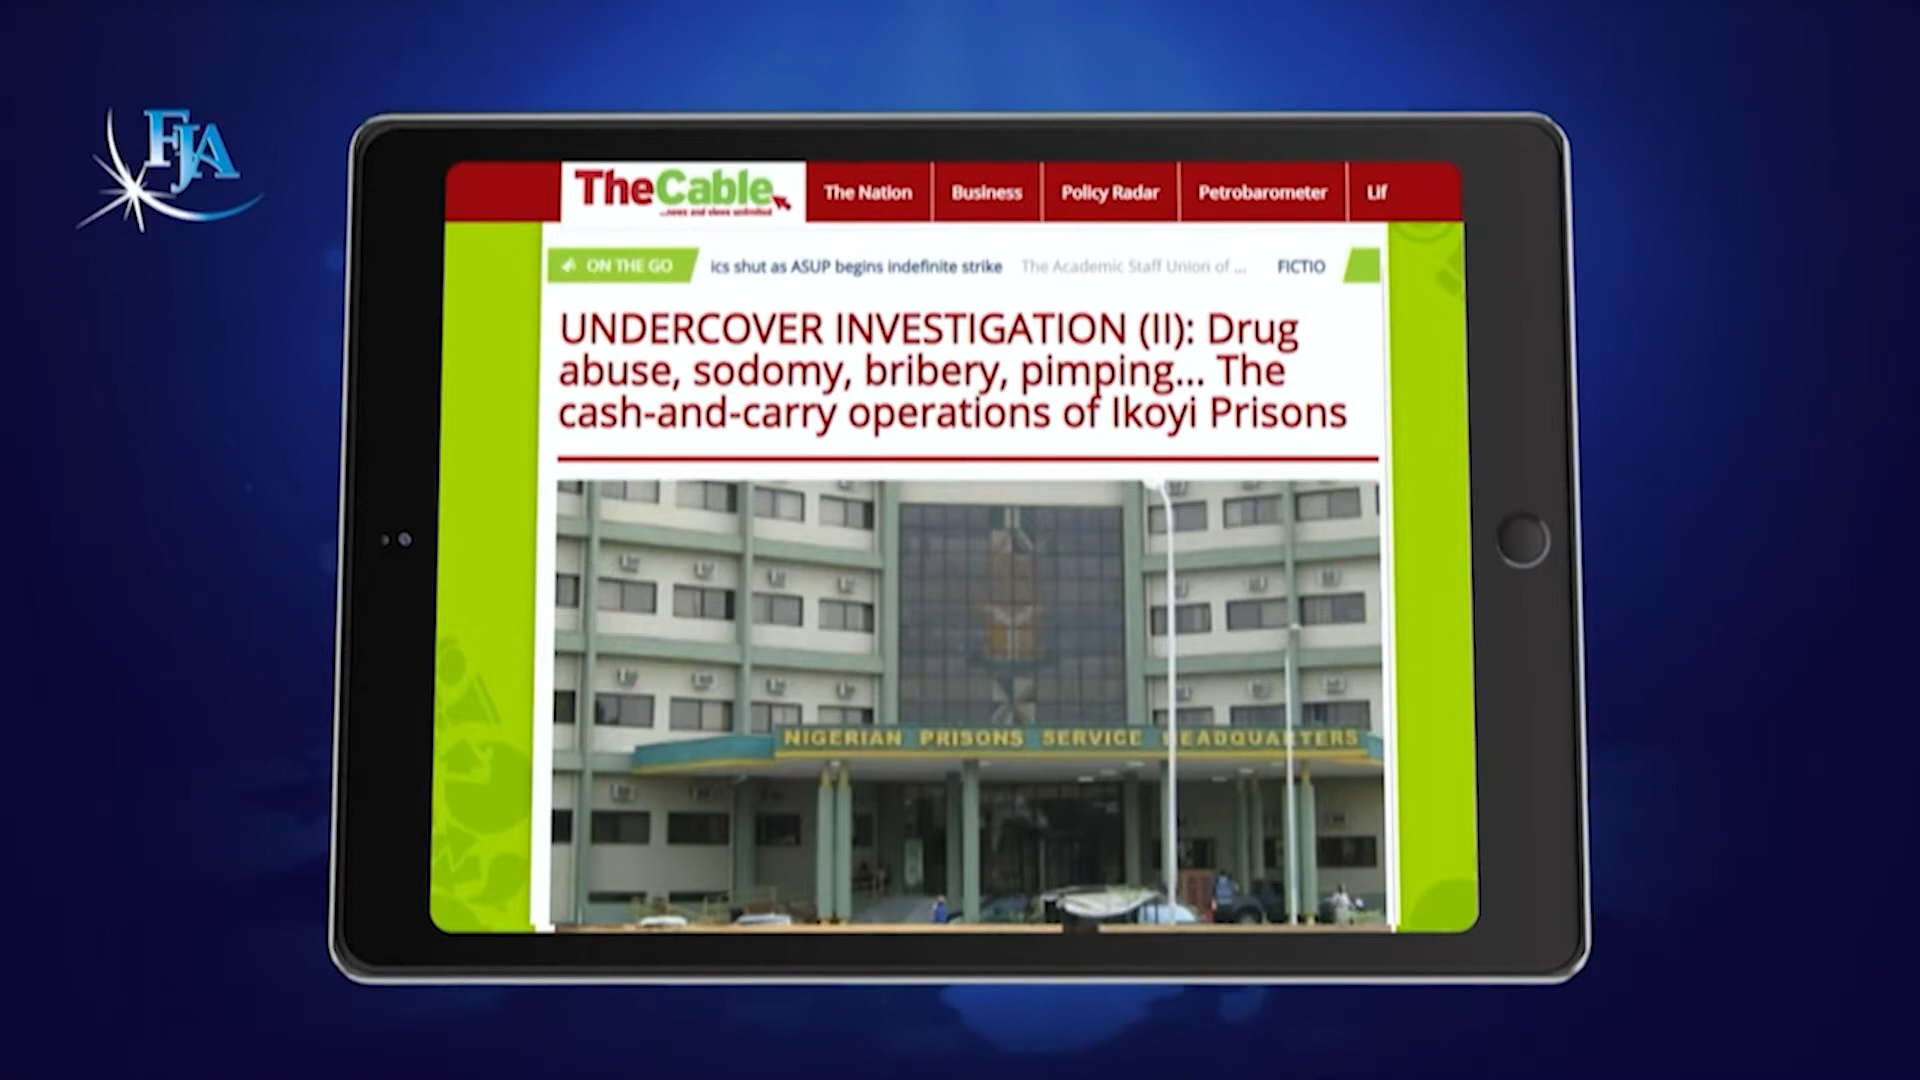 FJA
TheCable
...news and views unlimited
The Nation
Business
Policy Radar
Petrobarometer
Lif
ON THE GO
ics shut as ASUP begins indefinite strike
The Academic Staff Union of ...
FICTIO
UNDERCOVER INVESTIGATION (II): Drug
abuse, sodomy, bribery, pimping... The
cash-and-carry operations of Ikoyi Prisons
NIGERIAN PRISONS SERVICE HEADQUARTERS